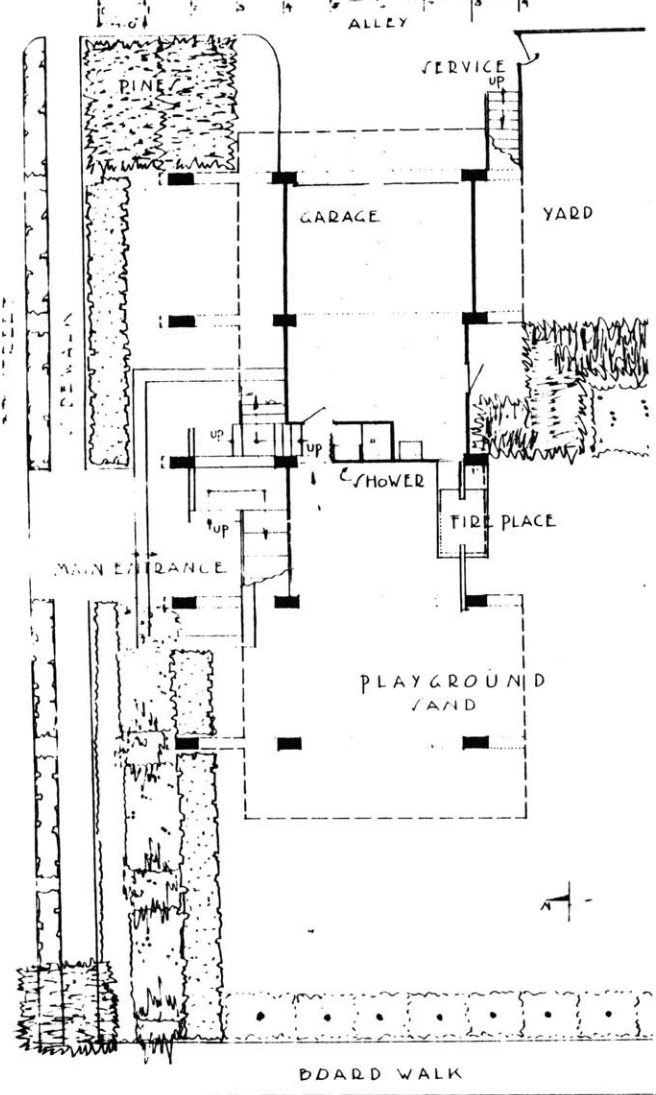 ALLEY
SERVICE
UP
PINES
GARAGE
YARD
UP
UP
SHOWER
UP
FIRE PLACE
MAIN ENTRANCE
PLAYGROUND
SAND
N
BOARD WALK